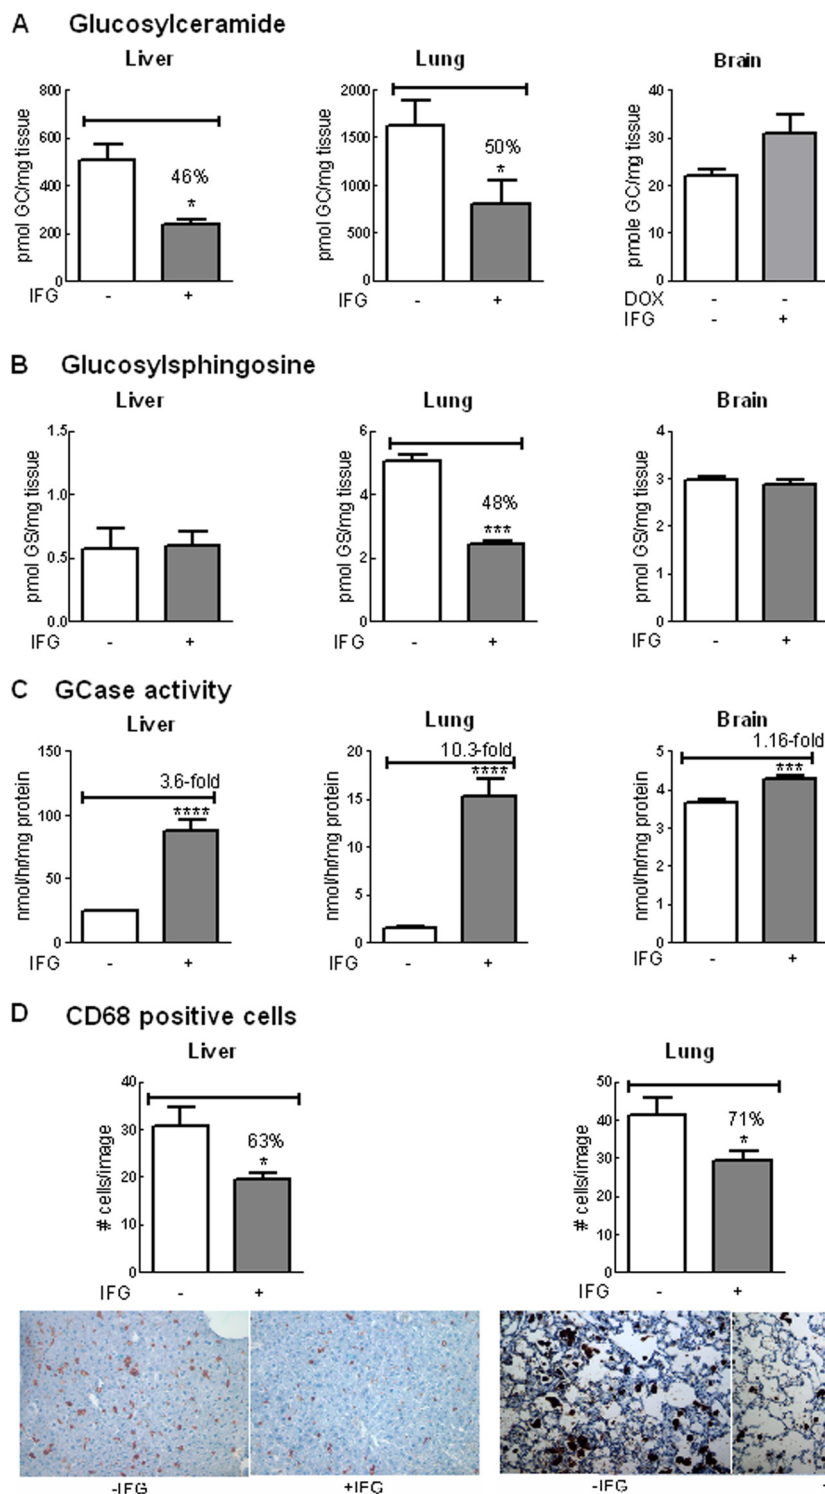 A Glucosylceramide
Liver
Lung
Brain
pmol GC/mg tissue
800
600
400
200
0
46%
*
IFG - +
pmol GC/mg tissue
2000
1500
1000
500
0
50%
*
IFG - +
pmole GC/mg tissue
40
30
20
10
0
DOX - -
IFG - +
B Glucosylsphingosine
Liver
Lung
Brain
pmol GS/mg tissue
1.5
1.0
0.5
0.0
IFG - +
pmol GS/mg tissue
6
4
2
0
48%
***
IFG - +
pmol GS/mg tissue
4
3
2
1
0
IFG - +
C GCase activity
Liver
Lung
Brain
nmol/hr/mg protein
150
100
50
0
3.6-fold
****
IFG - +
nmol/hr/mg protein
20
15
10
5
0
10.3-fold
****
IFG - +
nmol/hr/mg protein
5
4
3
2
1
0
1.16-fold
***
IFG - +
D CD68 positive cells
Liver
Lung
# cells/image
40
30
20
10
0
63%
*
IFG - +
# cells/image
50
40
30
20
10
0
71%
*
IFG - +
-IFG
+IFG
-IFG